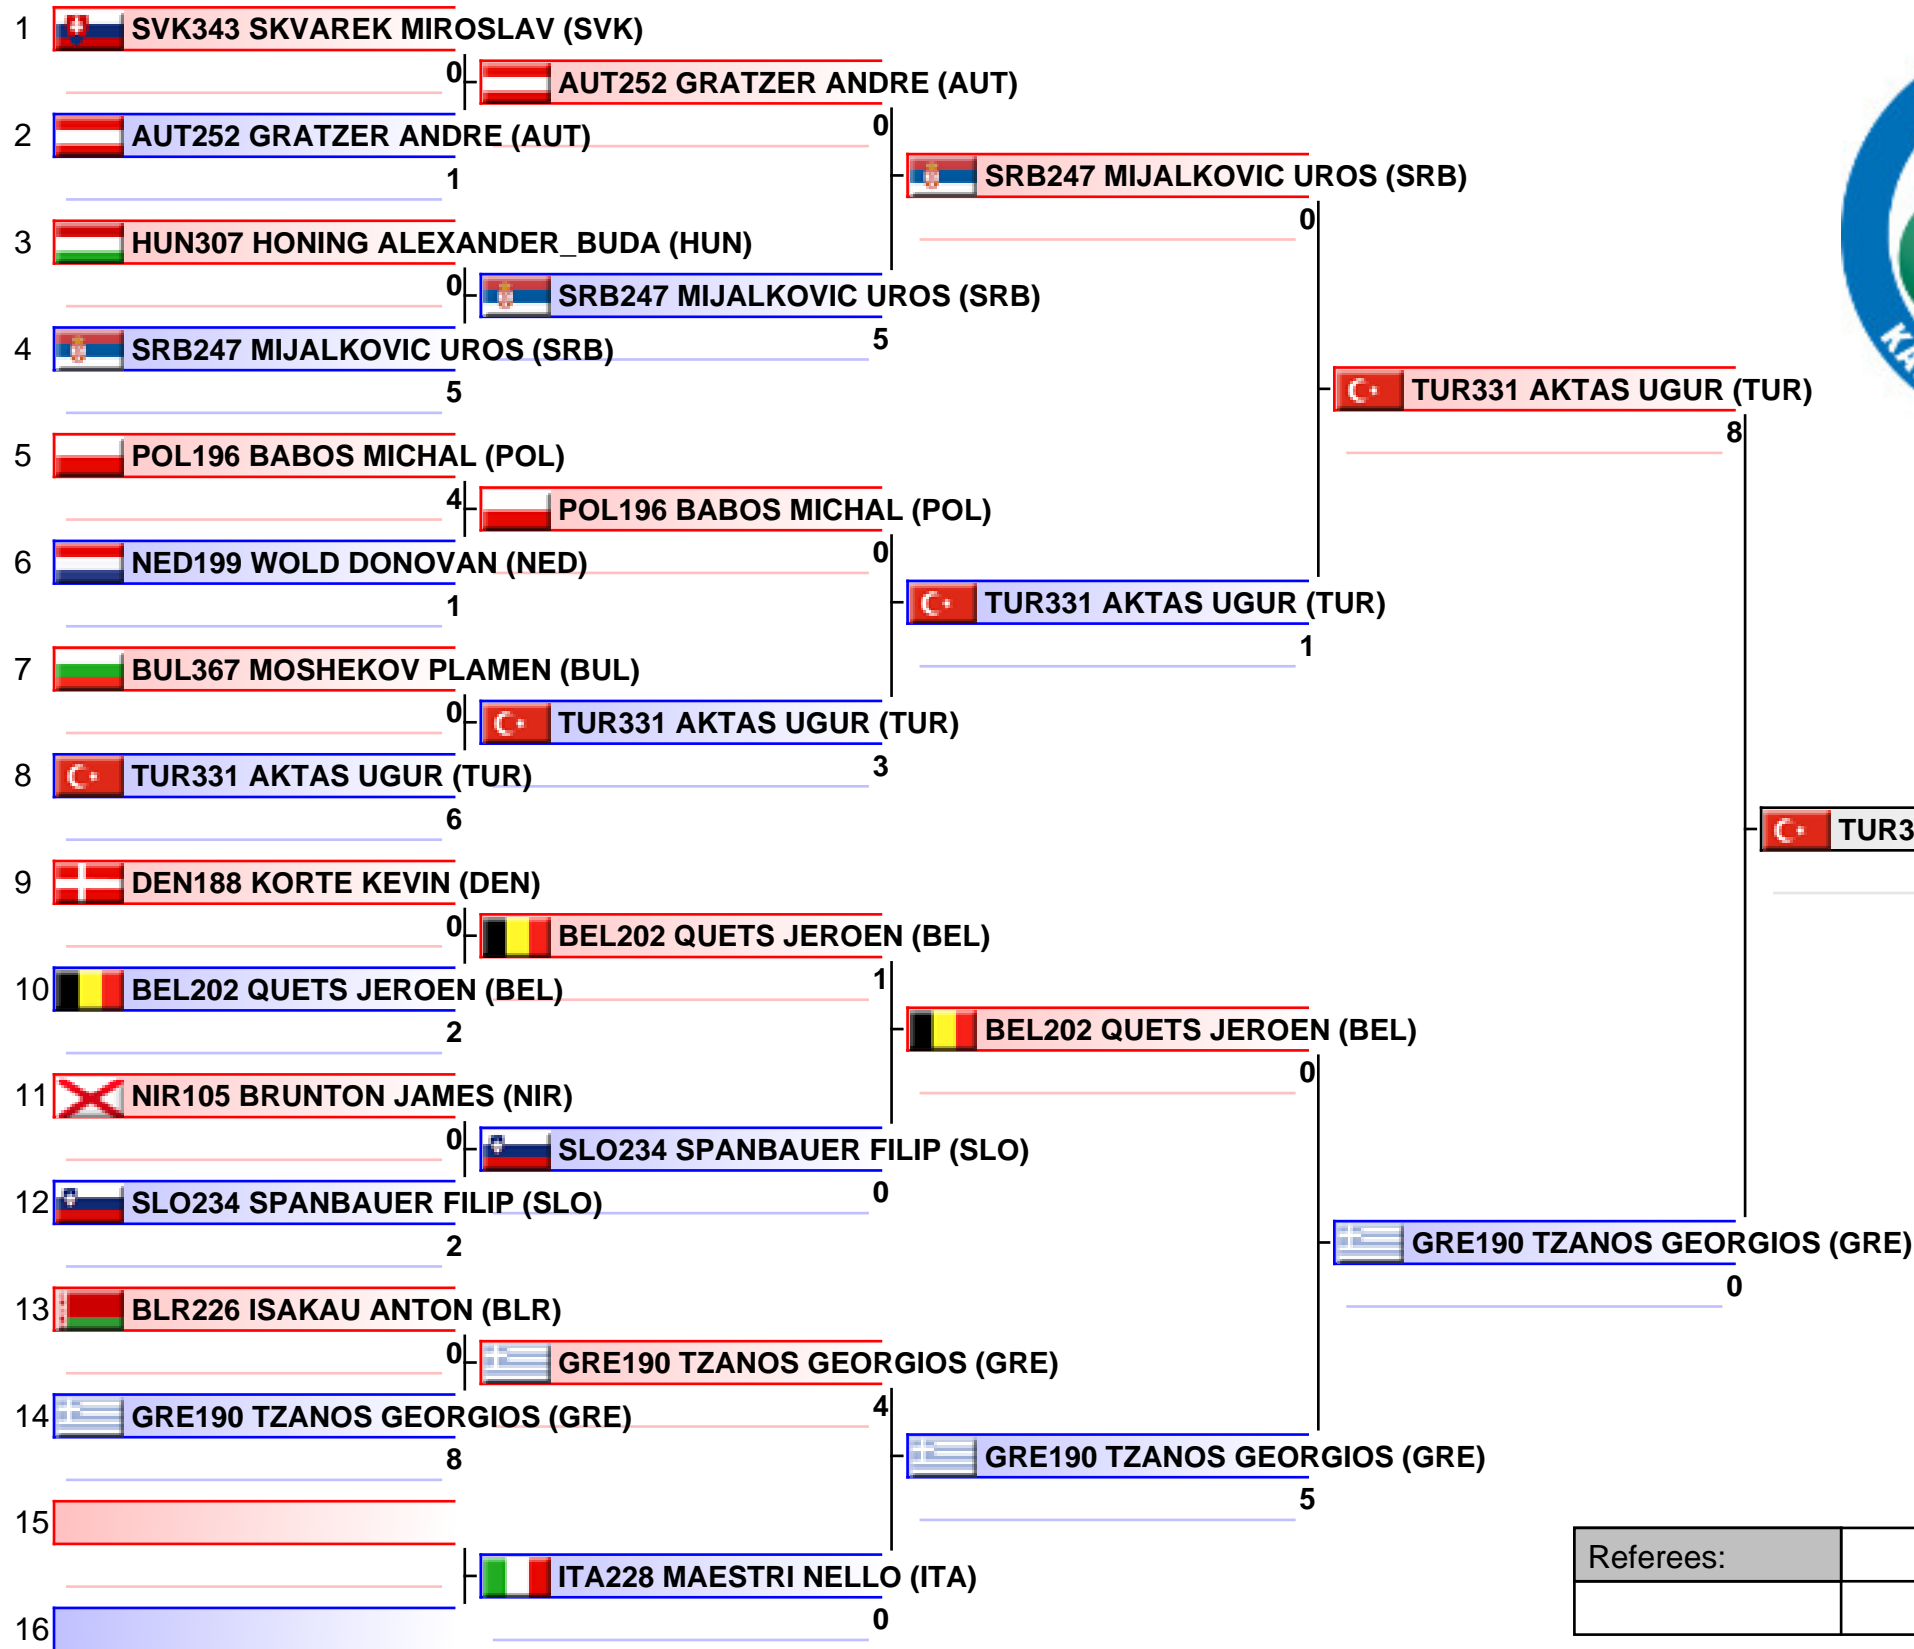 1 SVK343 SKVAREK MIROSLAV (SVK)
0
AUT252 GRATZER ANDRE (AUT)
0
2 AUT252 GRATZER ANDRE (AUT)
1
SRB247 MIJALKOVIC UROS (SRB)
0
3 HUN307 HONING ALEXANDER_BUDA (HUN)
0
SRB247 MIJALKOVIC UROS (SRB)
5
4 SRB247 MIJALKOVIC UROS (SRB)
5
TUR331 AKTAS UGUR (TUR)
8
5 POL196 BABOS MICHAL (POL)
4
POL196 BABOS MICHAL (POL)
0
6 NED199 WOLD DONOVAN (NED)
1
TUR331 AKTAS UGUR (TUR)
1
7 BUL367 MOSHEKOV PLAMEN (BUL)
0
TUR331 AKTAS UGUR (TUR)
3
8 TUR331 AKTAS UGUR (TUR)
6
TUR3
9 DEN188 KORTE KEVIN (DEN)
0
BEL202 QUETS JEROEN (BEL)
1
10 BEL202 QUETS JEROEN (BEL)
2
BEL202 QUETS JEROEN (BEL)
0
11 NIR105 BRUNTON JAMES (NIR)
0
SLO234 SPANBAUER FILIP (SLO)
0
12 SLO234 SPANBAUER FILIP (SLO)
2
GRE190 TZANOS GEORGIOS (GRE)
0
13 BLR226 ISAKAU ANTON (BLR)
0
GRE190 TZANOS GEORGIOS (GRE)
4
14 GRE190 TZANOS GEORGIOS (GRE)
8
GRE190 TZANOS GEORGIOS (GRE)
5
15
ITA228 MAESTRI NELLO (ITA)
0
16
Referees: